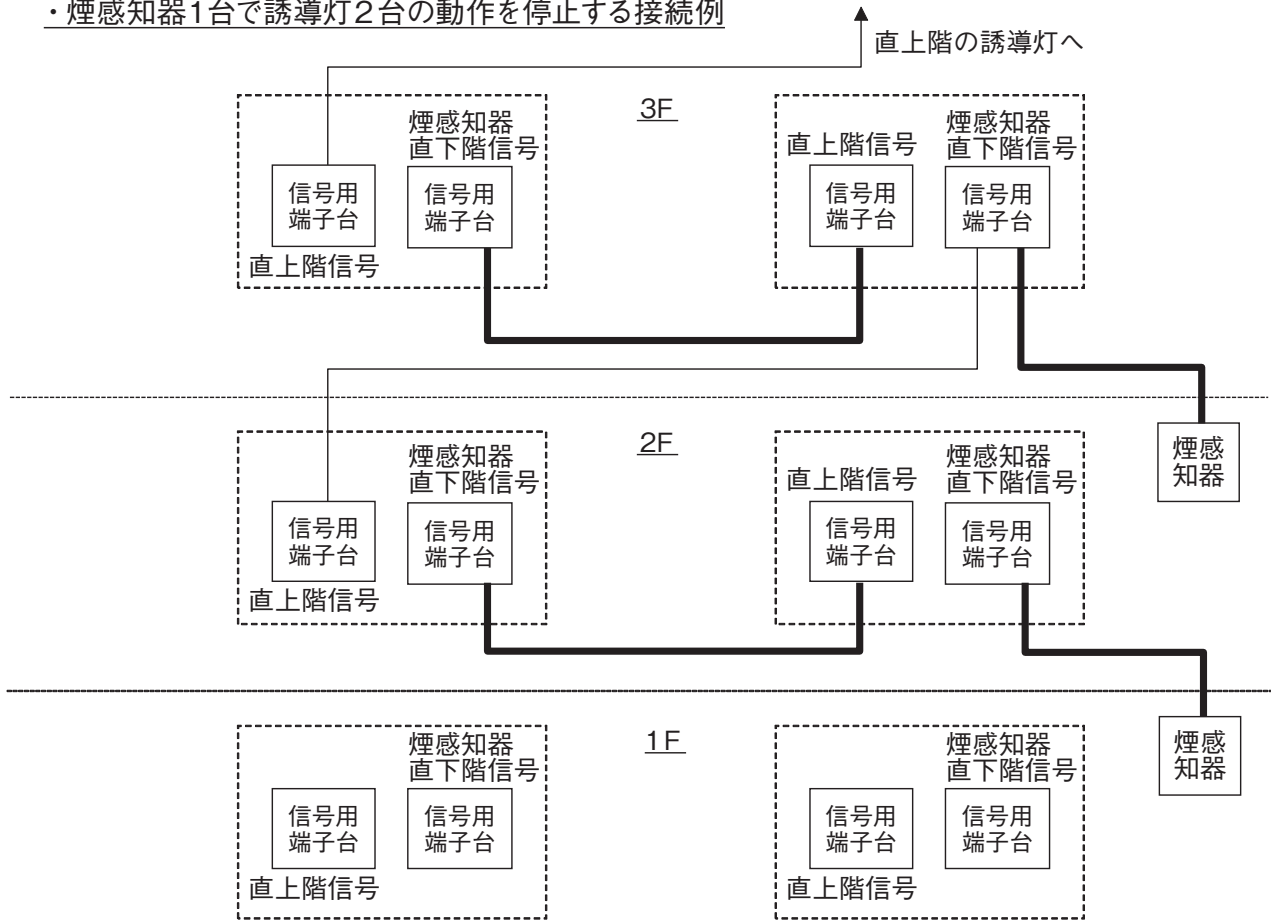 ・煙感知器1台で誘導灯2台の動作を停止する接続例
直上階の誘導灯へ
3F
煙感知器
直下階信号
信号用
端子台
信号用
端子台
直上階信号
直上階信号
煙感知器
直下階信号
信号用
端子台
信号用
端子台
2F
煙感知器
直下階信号
信号用
端子台
信号用
端子台
直上階信号
直上階信号
煙感知器
直下階信号
信号用
端子台
信号用
端子台
煙感
知器
1F
煙感知器
直下階信号
信号用
端子台
信号用
端子台
直上階信号
煙感知器
直下階信号
信号用
端子台
信号用
端子台
直上階信号
煙感
知器